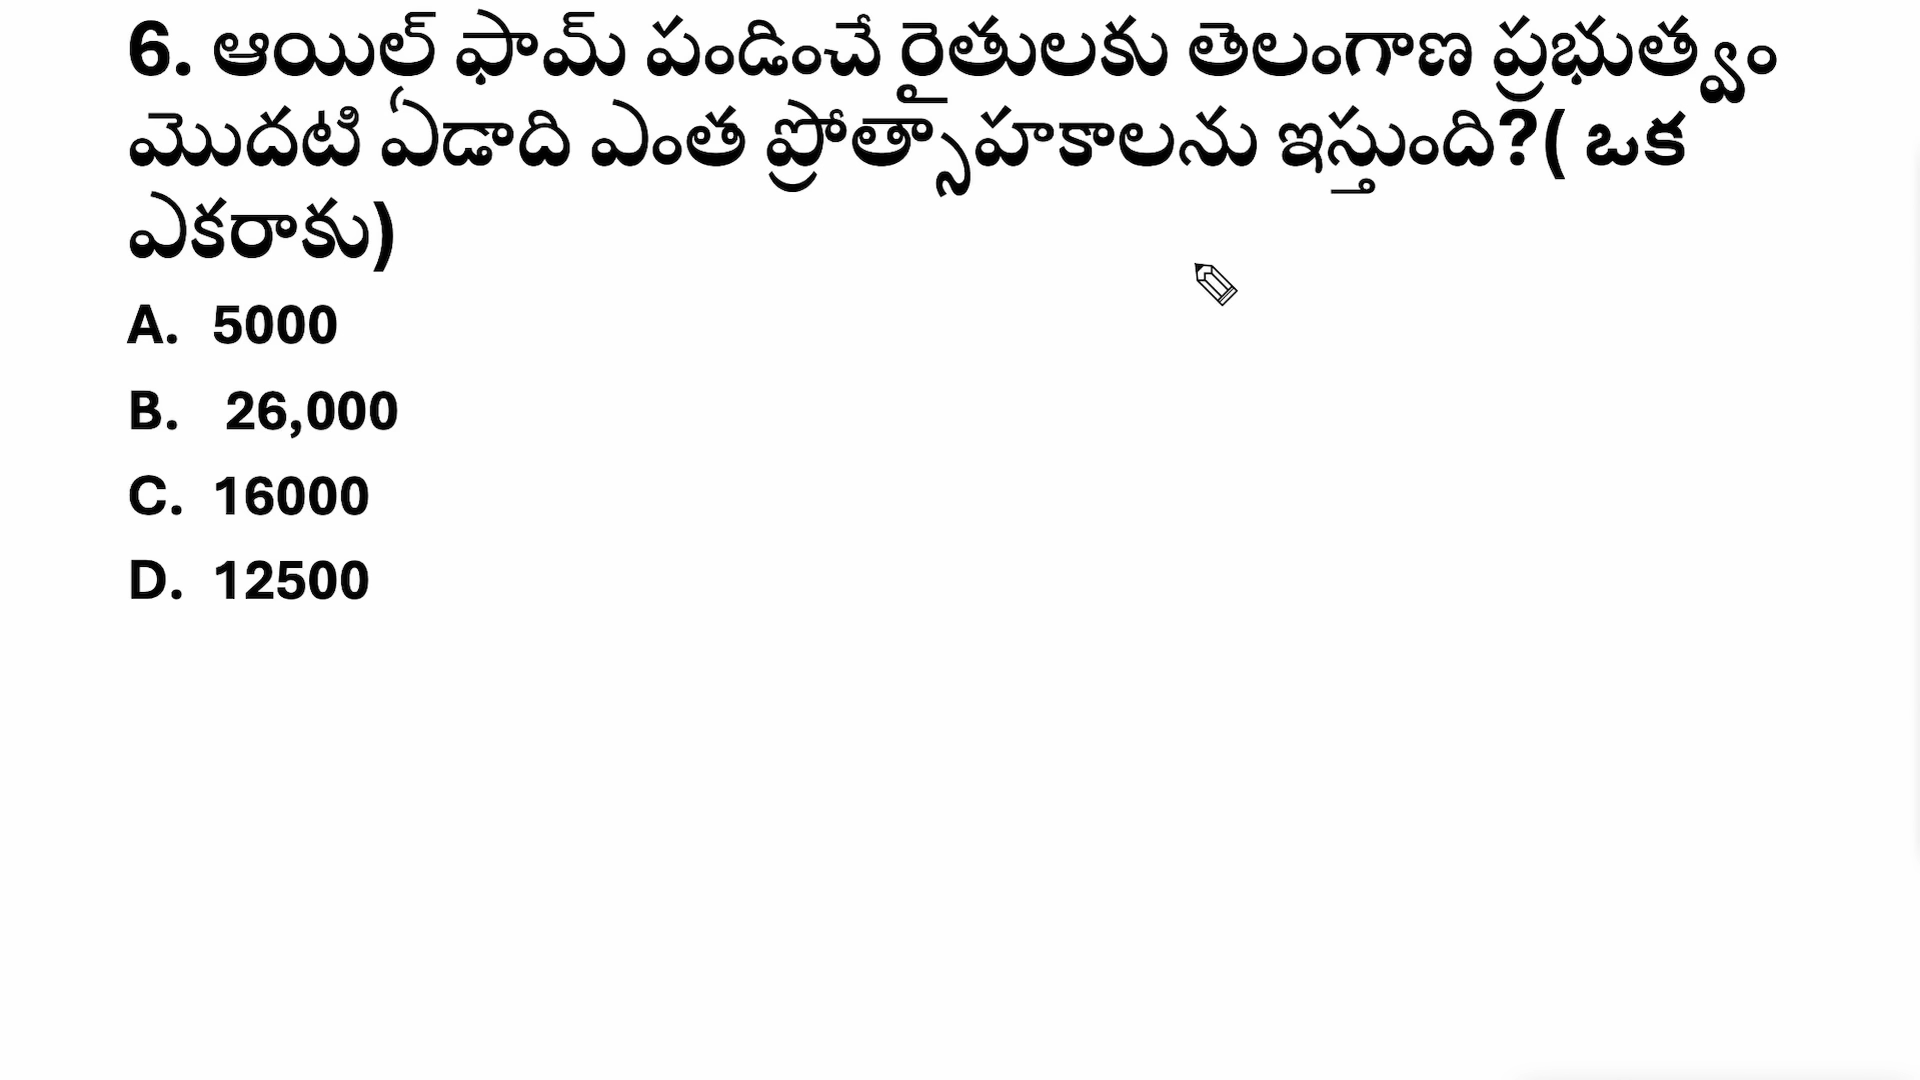 6. ఆయిల్ ఫామ్ పండించే రైతులకు తెలంగాణ ప్రభుత్వం
మొదటి ఏడాది ఎంత ప్రోత్సాహకాలను ఇస్తుంది?( ఒక
ఎకరాకు)
A. 5000
B. 26,000
C. 16000
D. 12500